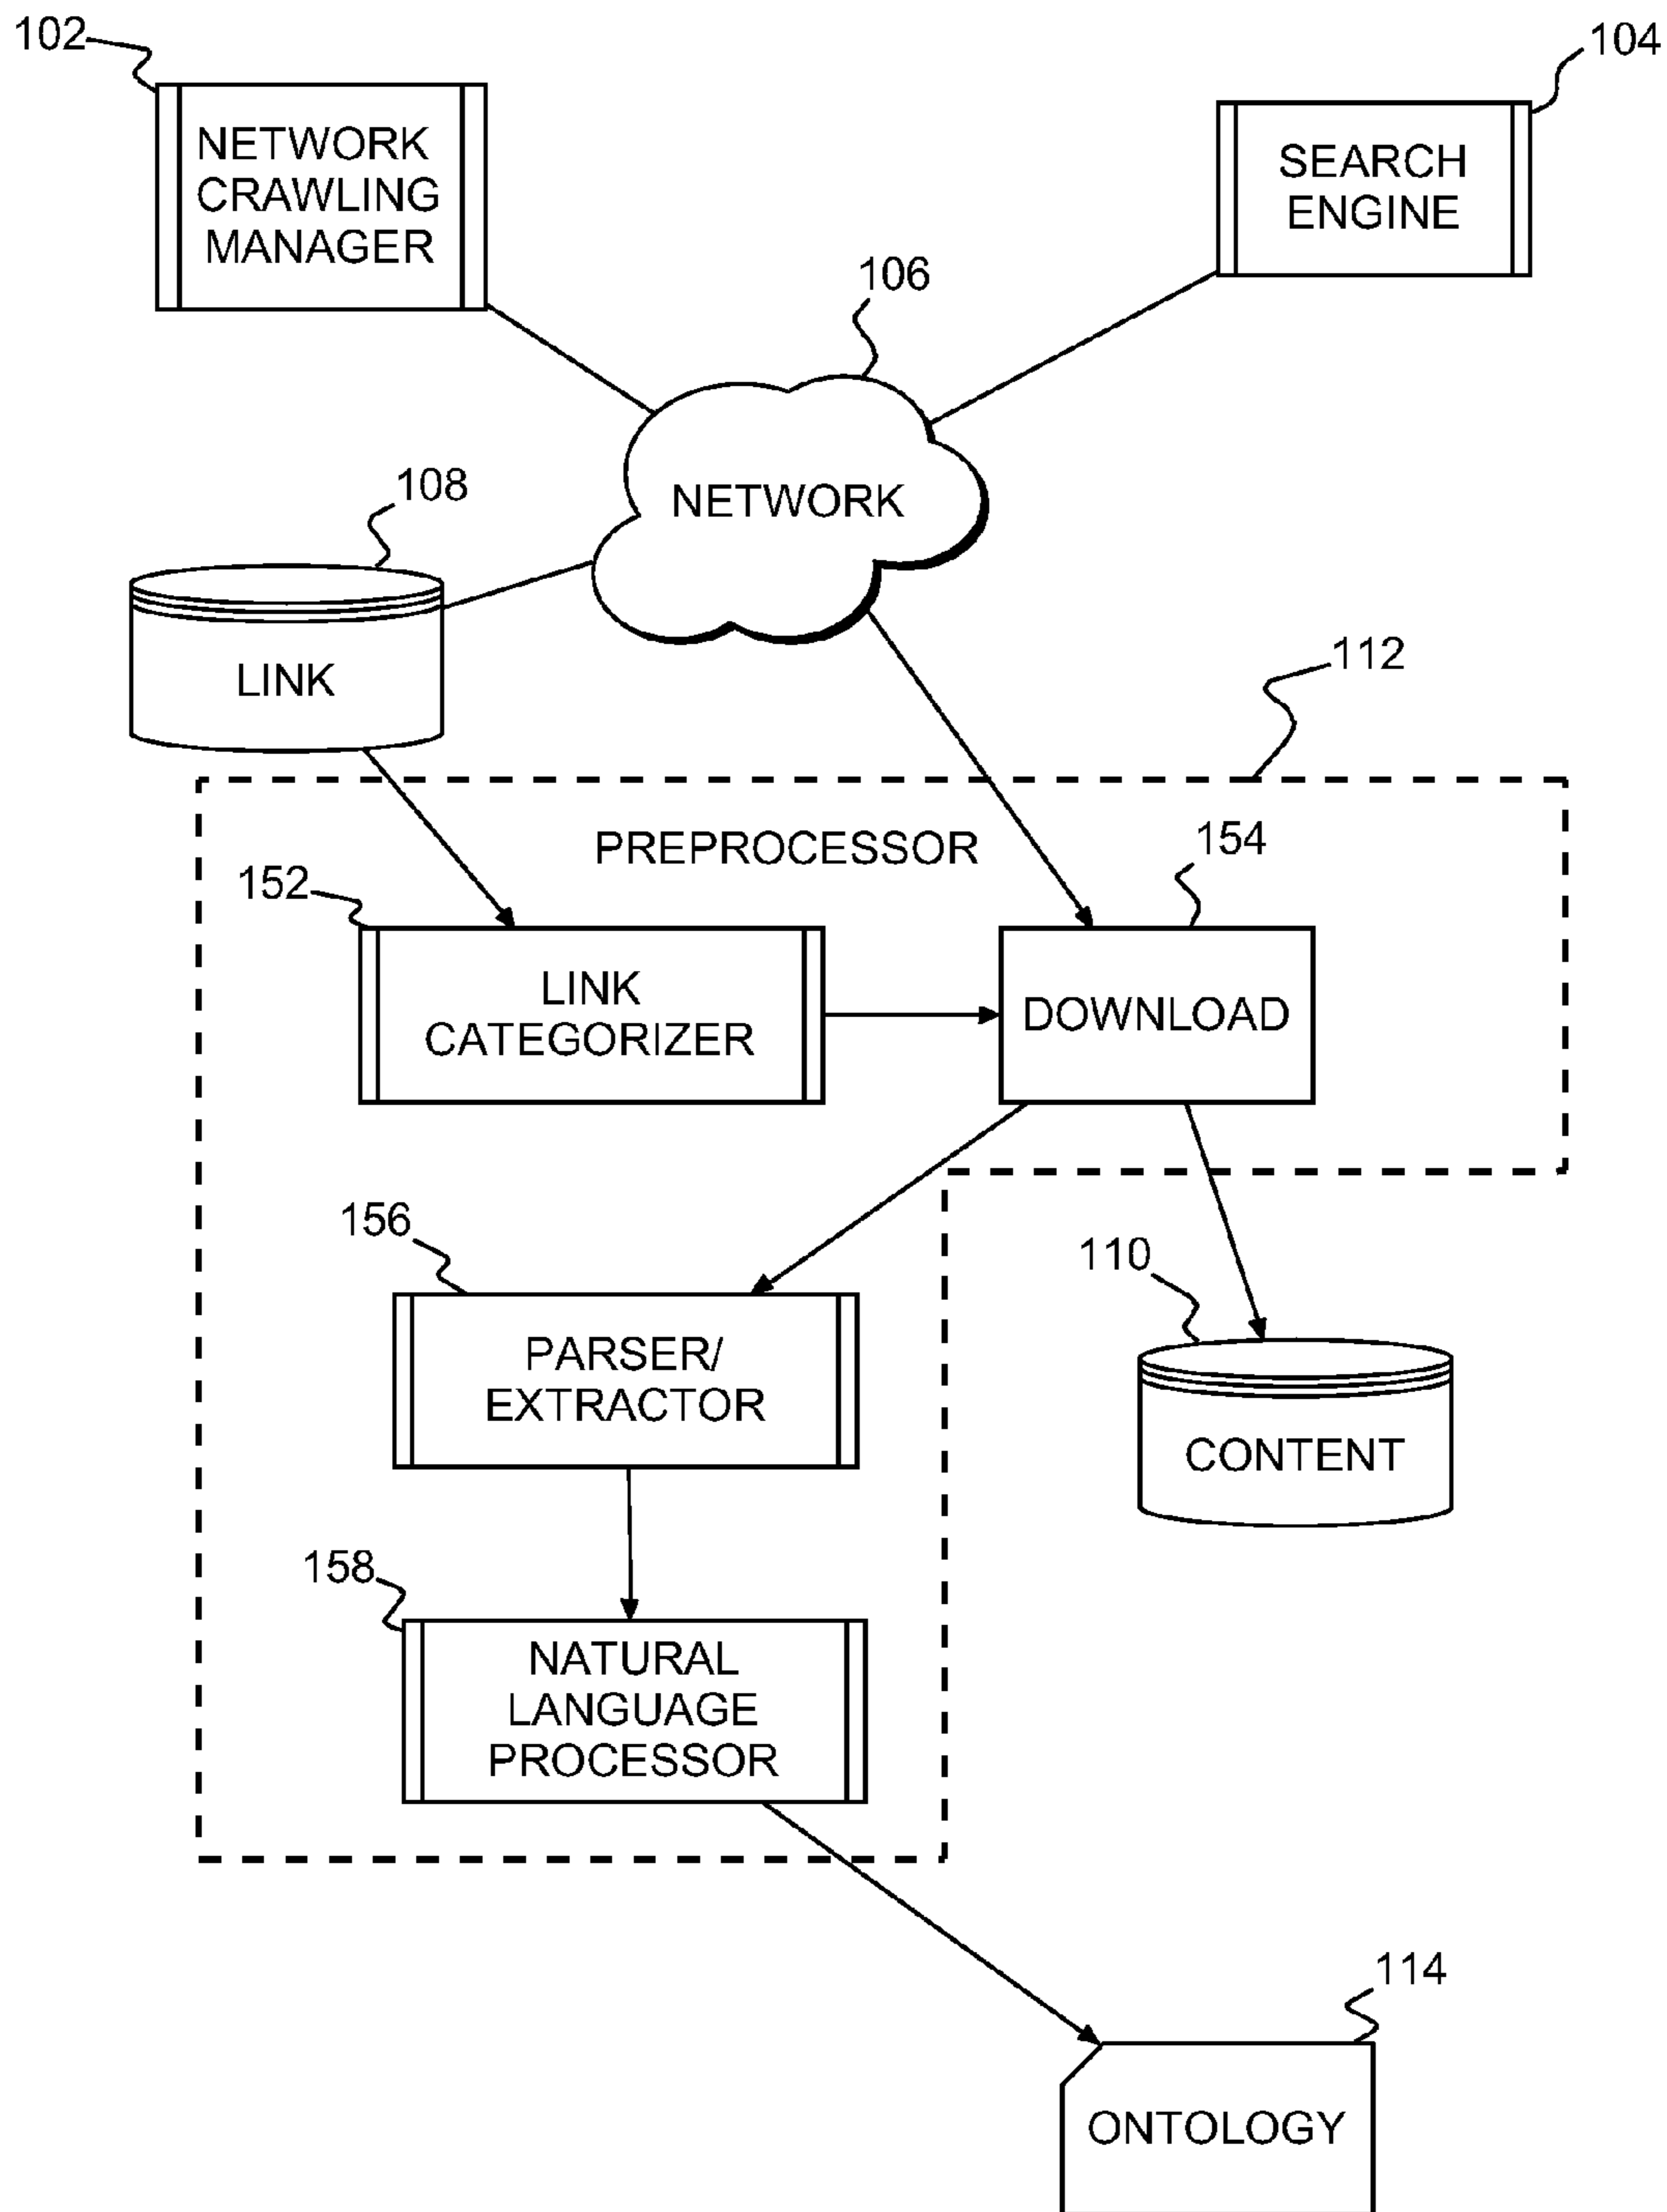 102
104
NETWORK
CRAWLING
MANAGER
SEARCH
ENGINE
106
NETWORK
108
LINK
112
PREPROCESSOR
154
152
LINK
CATEGORIZER
DOWNLOAD
156
110
PARSER/
EXTRACTOR
CONTENT
158
NATURAL
LANGUAGE
PROCESSOR
114
ONTOLOGY